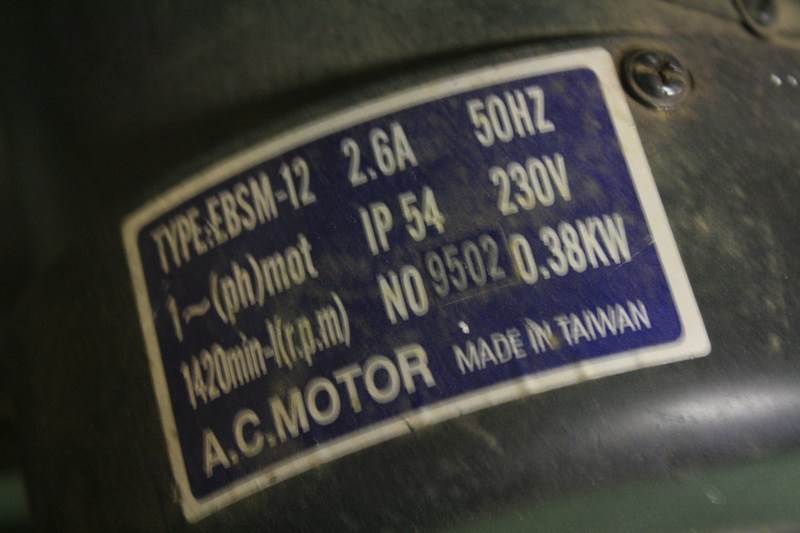 TYPE:EBSM-12 2.6A 50HZ
1~(ph)mot IP 54 230V
1420min-1(r.p.m) NO 9502 0.38KW
A.C.MOTOR MADE IN TAIWAN